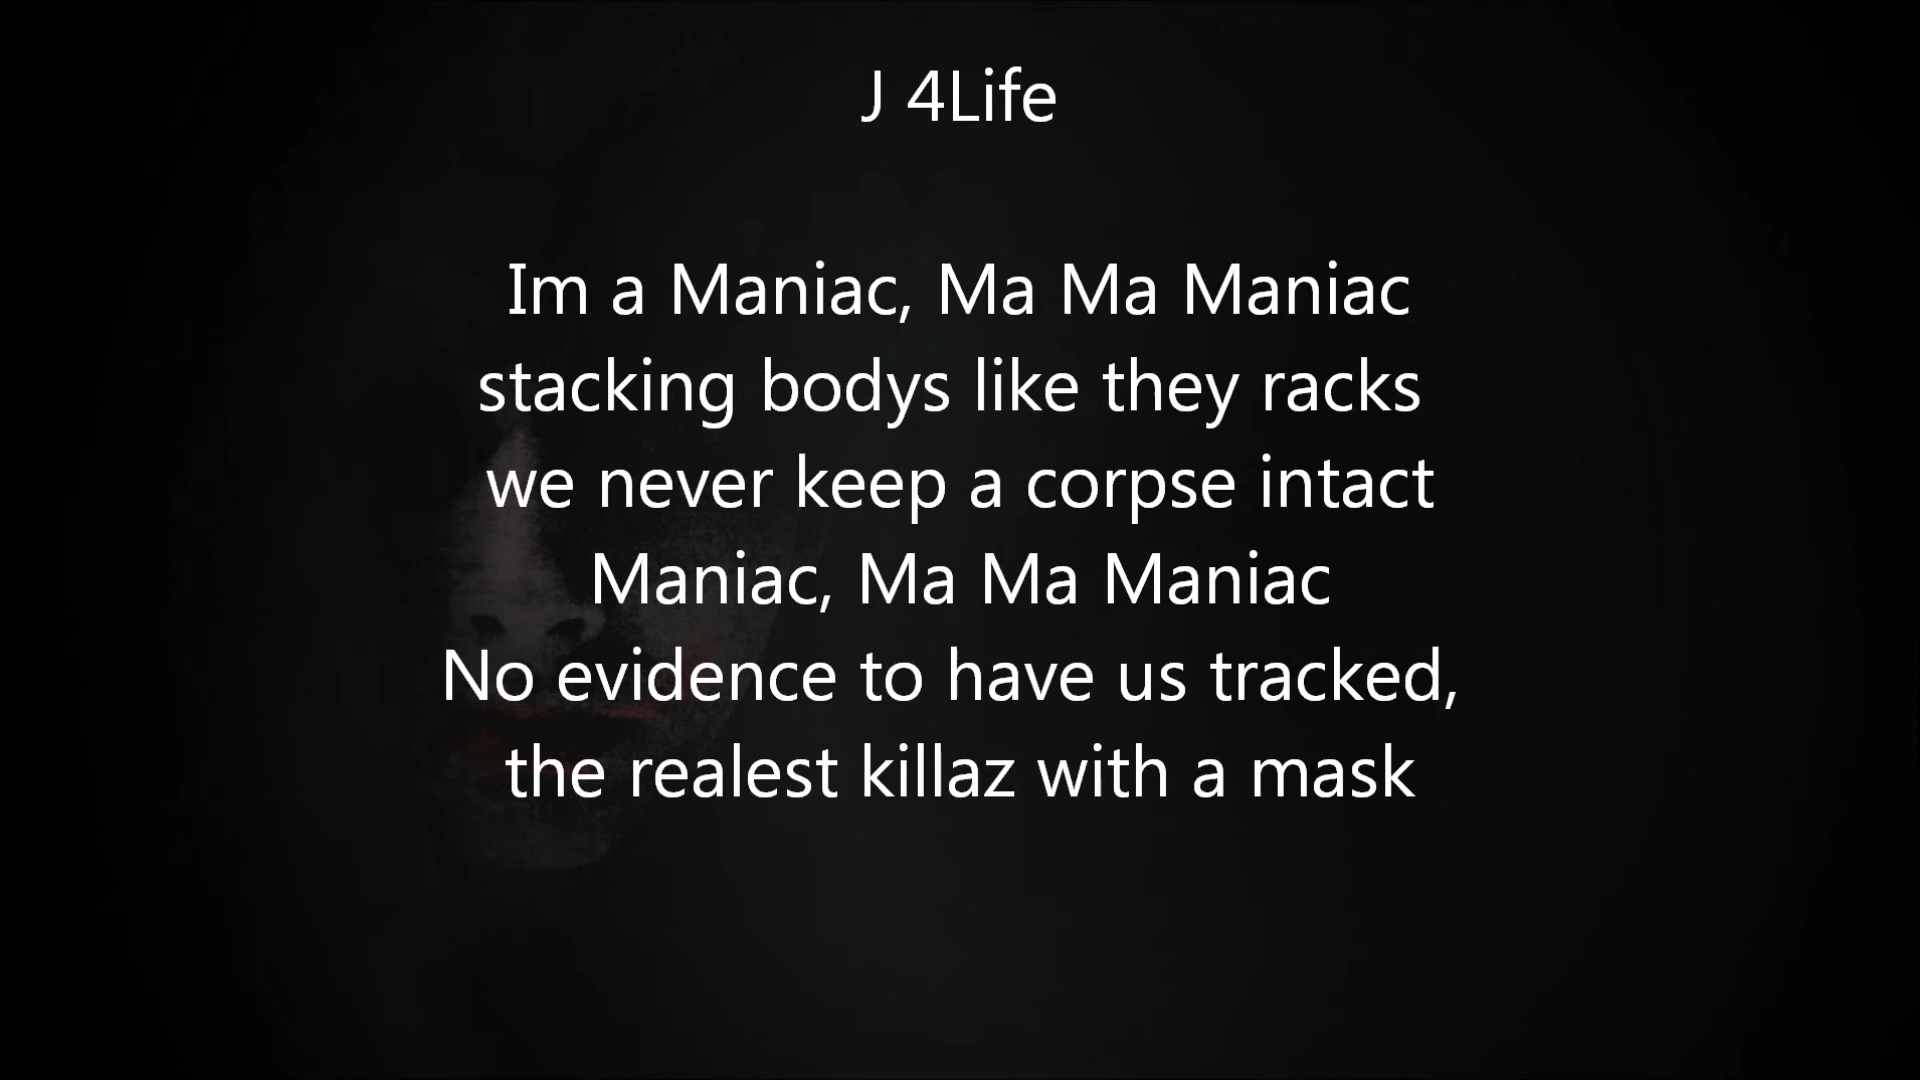 J 4Life
Im a Maniac, Ma Ma Maniac
stacking bodys like they racks
we never keep a corpse intact
Maniac, Ma Ma Maniac
No evidence to have us tracked,
the realest killaz with a mask